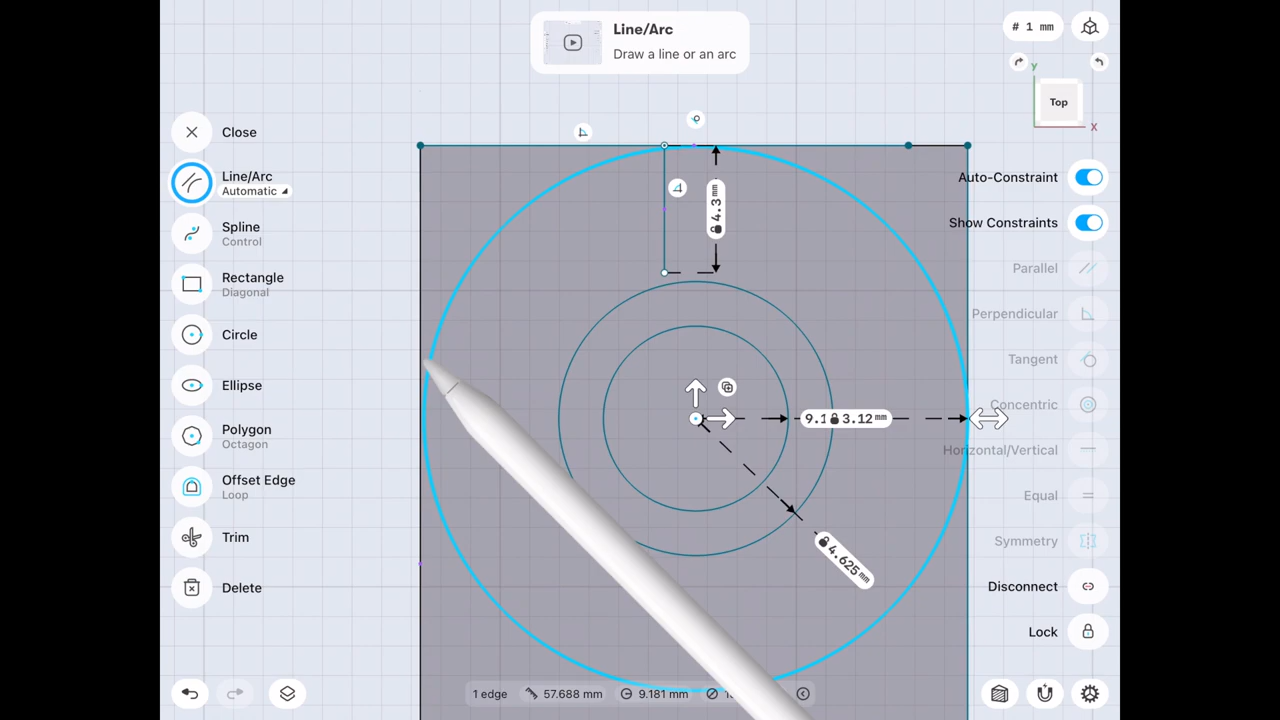 Line/Arc
Draw a line or an arc
# 1 mm
y
Top
x
Close
Line/Arc
Automatic
Spline
Control
Rectangle
Diagonal
Circle
Ellipse
Polygon
Octagon
Offset Edge
Loop
Trim
Delete
4.3 mm
3.12 mm
4.625 mm
Auto-Constraint
Show Constraints
Parallel
Perpendicular
Tangent
Concentric
Horizontal/Vertical
Equal
Symmetry
Disconnect
Lock
1 edge 57.688 mm 9.181 mm